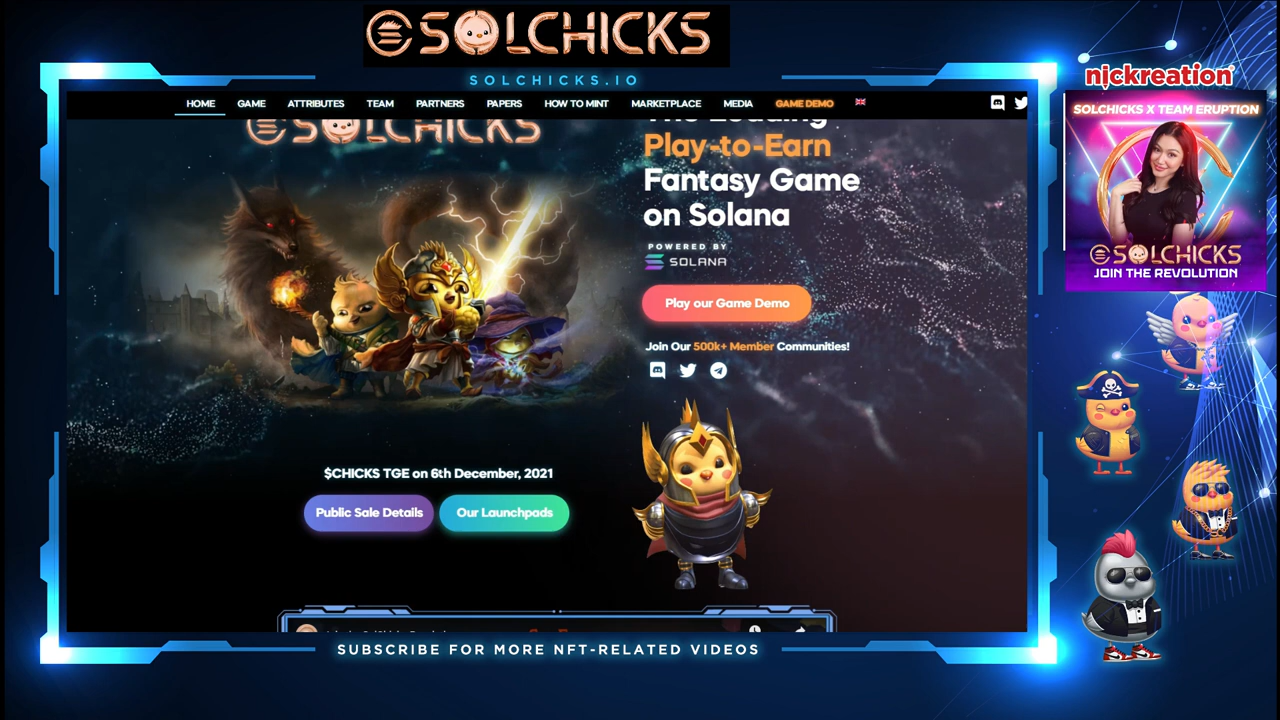 SOLCHICKS
SOLCHICKS.IO
HOME GAME ATTRIBUTES TEAM PARTNERS PAPERS HOW TO MINT MARKETPLACE MEDIA GAME DEMO
SOLCHICKS
The Leading
Play-to-Earn
Fantasy Game
on Solana
POWERED BY
SOLANA
Play our Game Demo
Join Our 500k+ Member Communities!
$CHICKS TGE on 6th December, 2021
Public Sale Details Our Launchpads
SUBSCRIBE FOR MORE NFT-RELATED VIDEOS
nickreation
SOLCHICKS X TEAM ERUPTION
SOLCHICKS
JOIN THE REVOLUTION